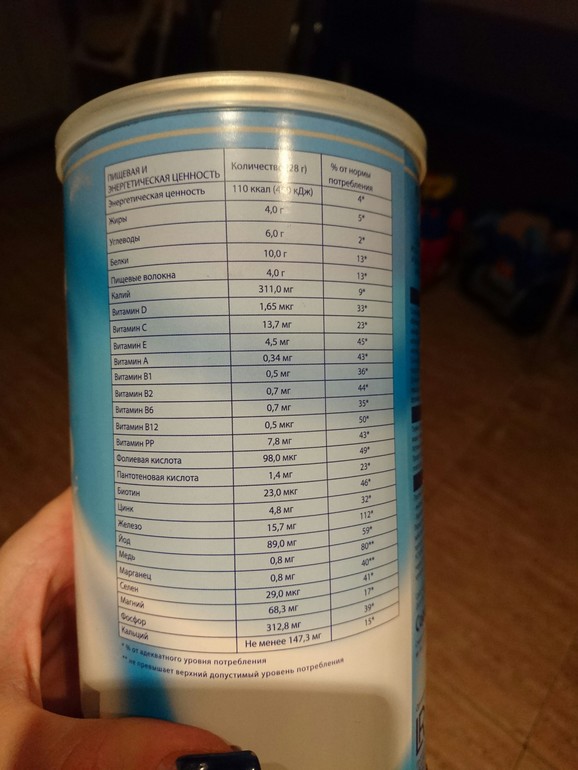 ПИЩЕВАЯ И ЭНЕРГЕТИЧЕСКАЯ ЦЕННОСТЬ Количество (28 г) % от нормы потребления
Энергетическая ценность 110 ккал кДж) 4*
Жиры 4,0 г 5*
Углеводы 6,0 г 2*
Белки 10,0 г 13*
Пищевые волокна 4,0 г 13*
Калий 311,0 мг 9*
Витамин D 1,65 мкг 33*
Витамин C 13,7 мг 23*
Витамин E 4,5 мг 45*
Витамин A 0,34 мг 43*
Витамин B1 0,5 мг 36*
Витамин B2 0,7 мг 44*
Витамин B6 0,7 мг 35*
Витамин B12 0,5 мкг 50*
Витамин PP 7,8 мг 43*
Фолиевая кислота 98,0 мкг 49*
Пантотеновая кислота 1,4 мг 23*
Биотин 23,0 мкг 46*
Цинк 4,8 мг 32*
Железо 15,7 мг 112*
Йод 89,0 мг 59*
Медь 0,8 мг 80**
Марганец 0,8 мг 40**
Селен 29,0 мкг 41*
Магний 68,3 мг 17*
Фосфор 312,8 мг 39*
Кальций Не менее 147,3 мг 15*
* % от адекватного уровня потребления
** не превышает верхний допустимый уровень потребления